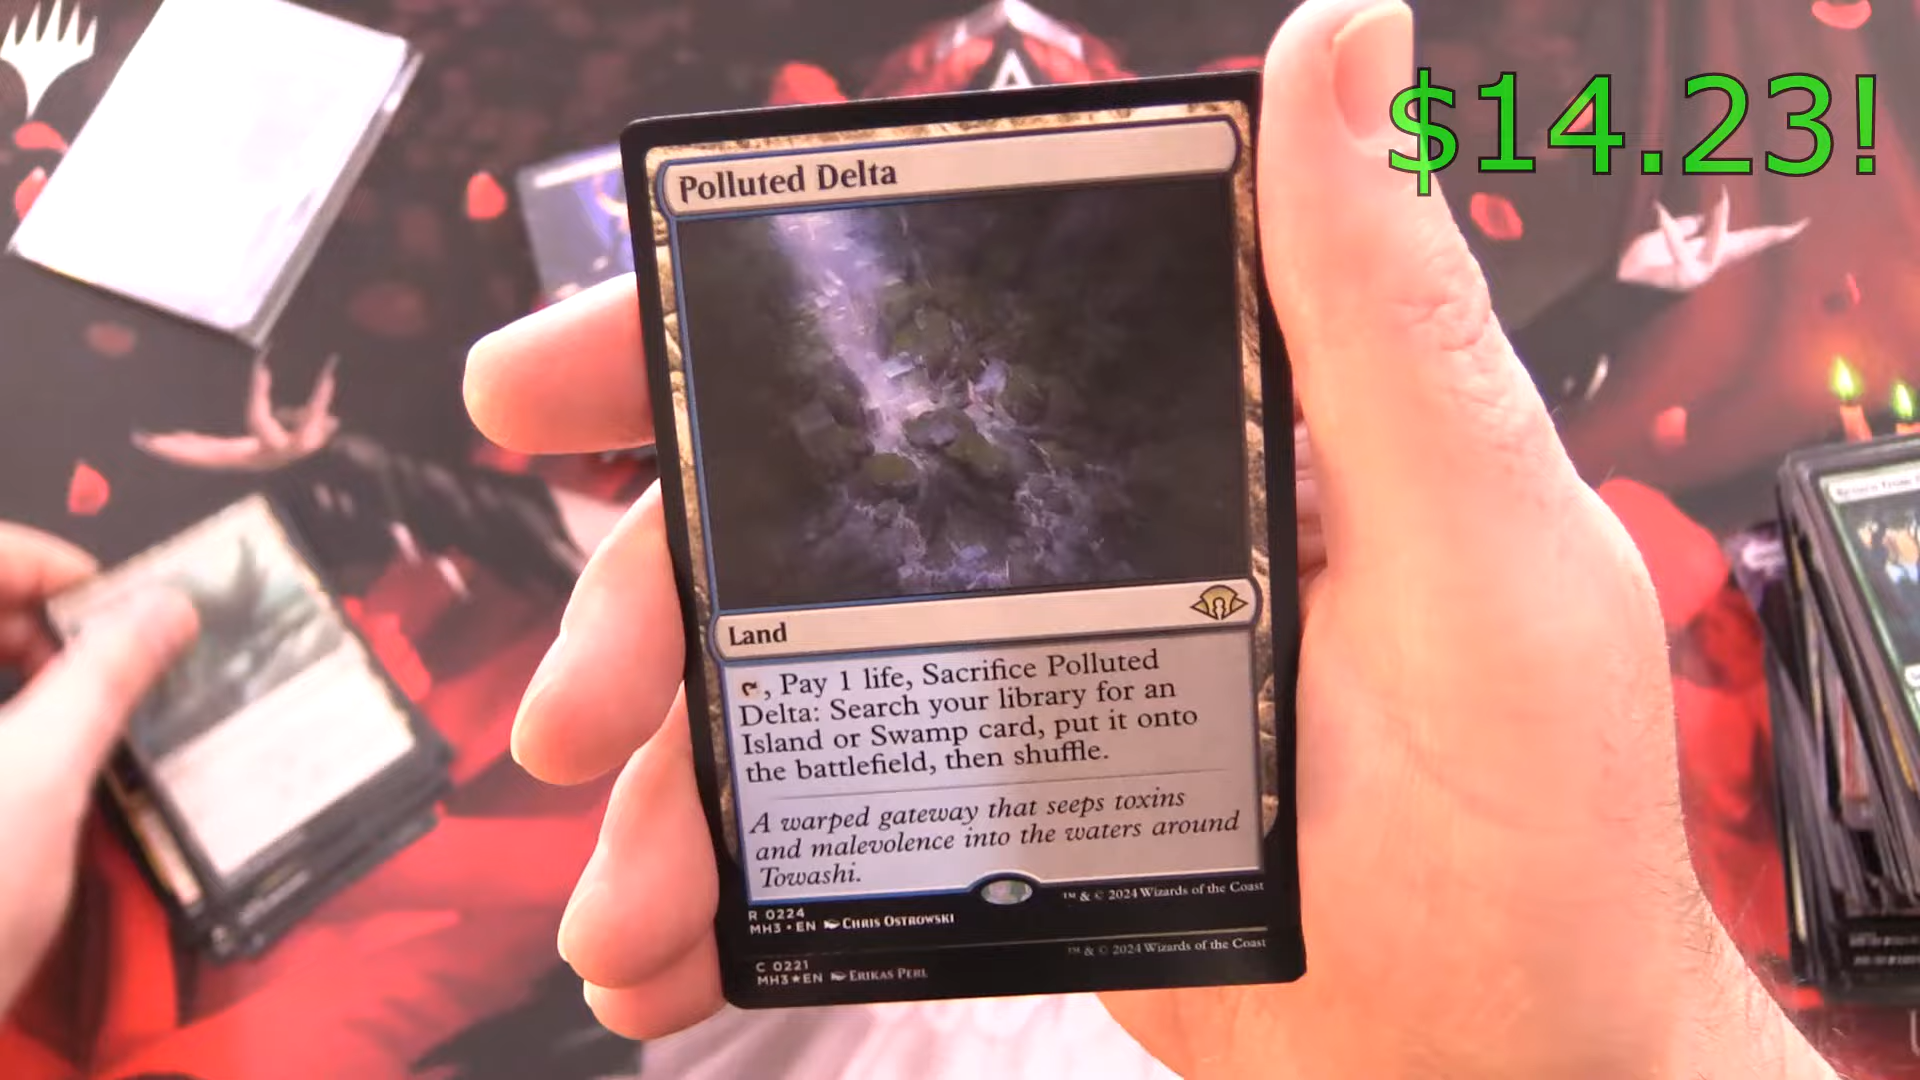 $14.23!
Polluted Delta
Land
, Pay 1 life, Sacrifice Polluted
Delta: Search your library for an
Island or Swamp card, put it onto
the battlefield, then shuffle.
A warped gateway that seeps toxins
and malevolence into the waters around
Towashi.
R 0224
MH3 • EN CHRIS OSTROWSKI
™ & © 2024 Wizards of the Coast
C 0221
MH3 ★ EN ERIKAS PERL
™ & © 2024 Wizards of the Coast
Return from